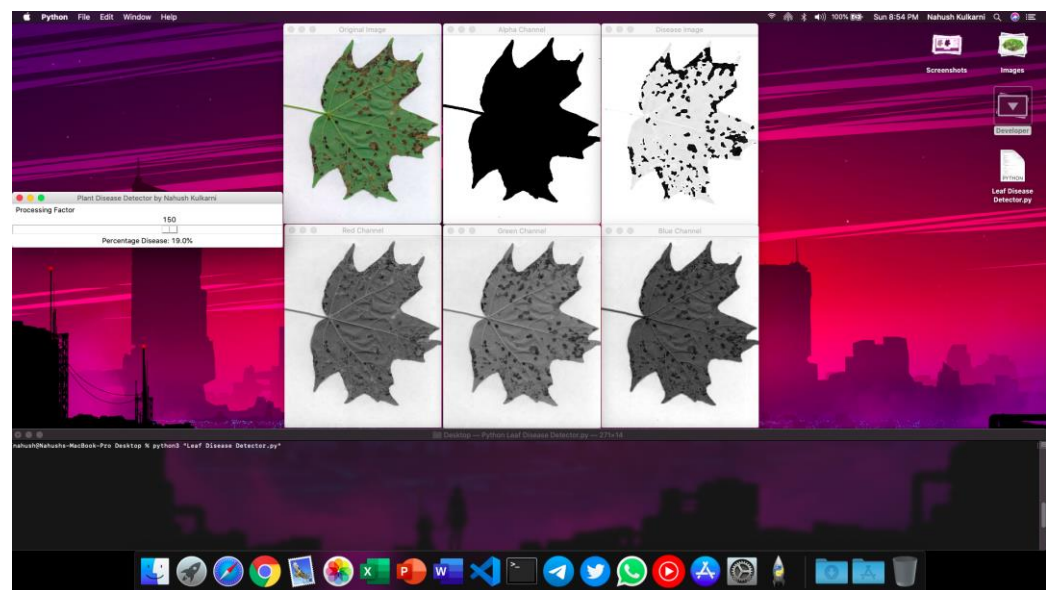 Python File Edit Window Help
100% Sun 8:54 PM Nahush Kulkarni
Original Image
Alpha Channel
Disease Image
Screenshots
Images
Developer
PYTHON
Leaf Disease
Detector.py
Plant Disease Detector by Nahush Kulkarni
Processing Factor
150
Percentage Disease: 19.0%
Red Channel
Green Channel
Blue Channel
Desktop — Python Leaf Disease Detector.py — 271×14
nahush@Nahushs-MacBook-Pro Desktop % python3 "Leaf Disease Detector.py"